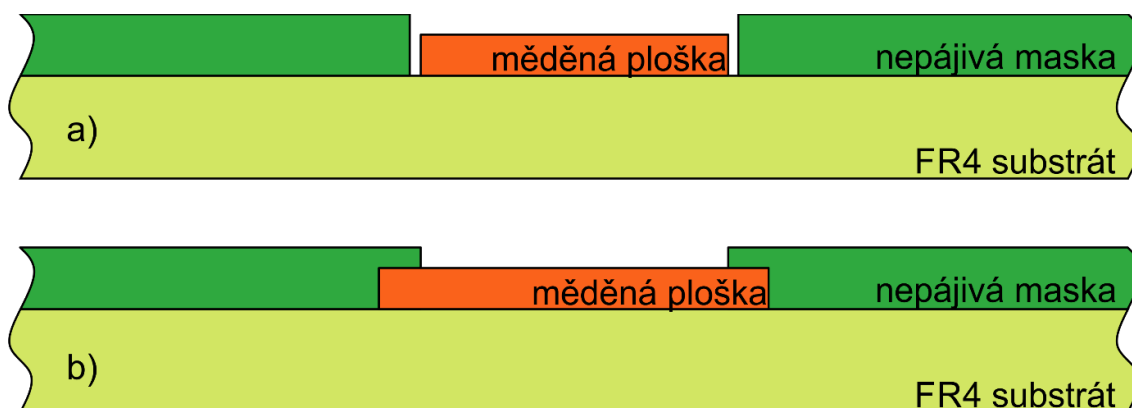 měděná ploška
nepájivá maska
a)
FR4 substrát
měděná ploška
nepájivá maska
b)
FR4 substrát